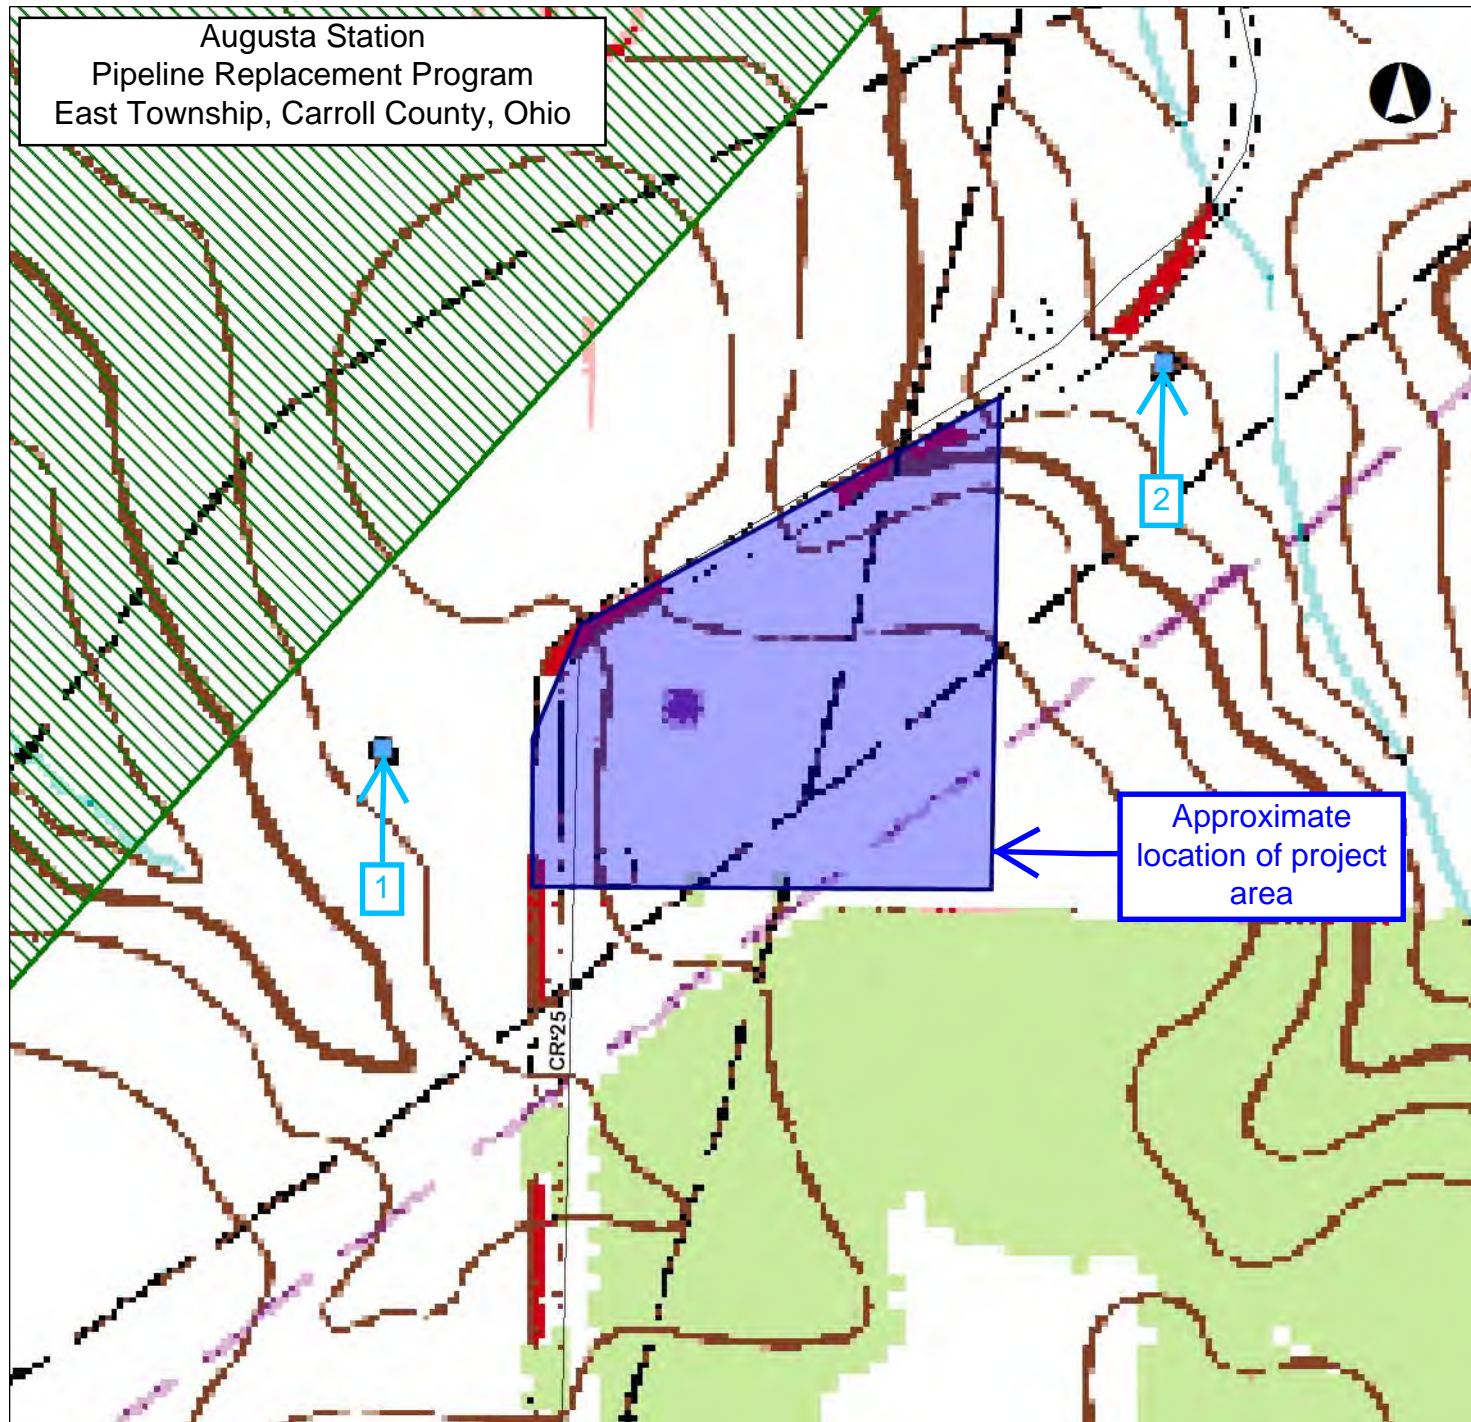 Augusta Station
Pipeline Replacement Program
East Township, Carroll County, Ohio
2
1
Approximate
location of project
area
CR 25